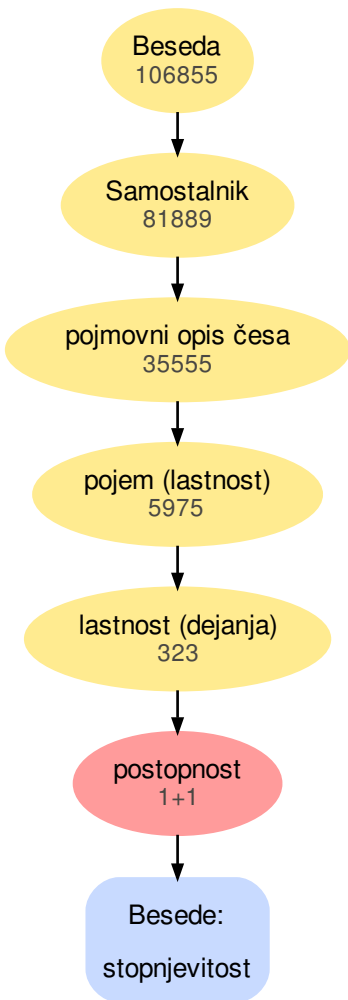 Beseda
106855
Samostalnik
81889
pojmovni opis česa
35555
pojem (lastnost)
5975
lastnost (dejanja)
323
postopnost
1+1
Besede:
stopnjevitost